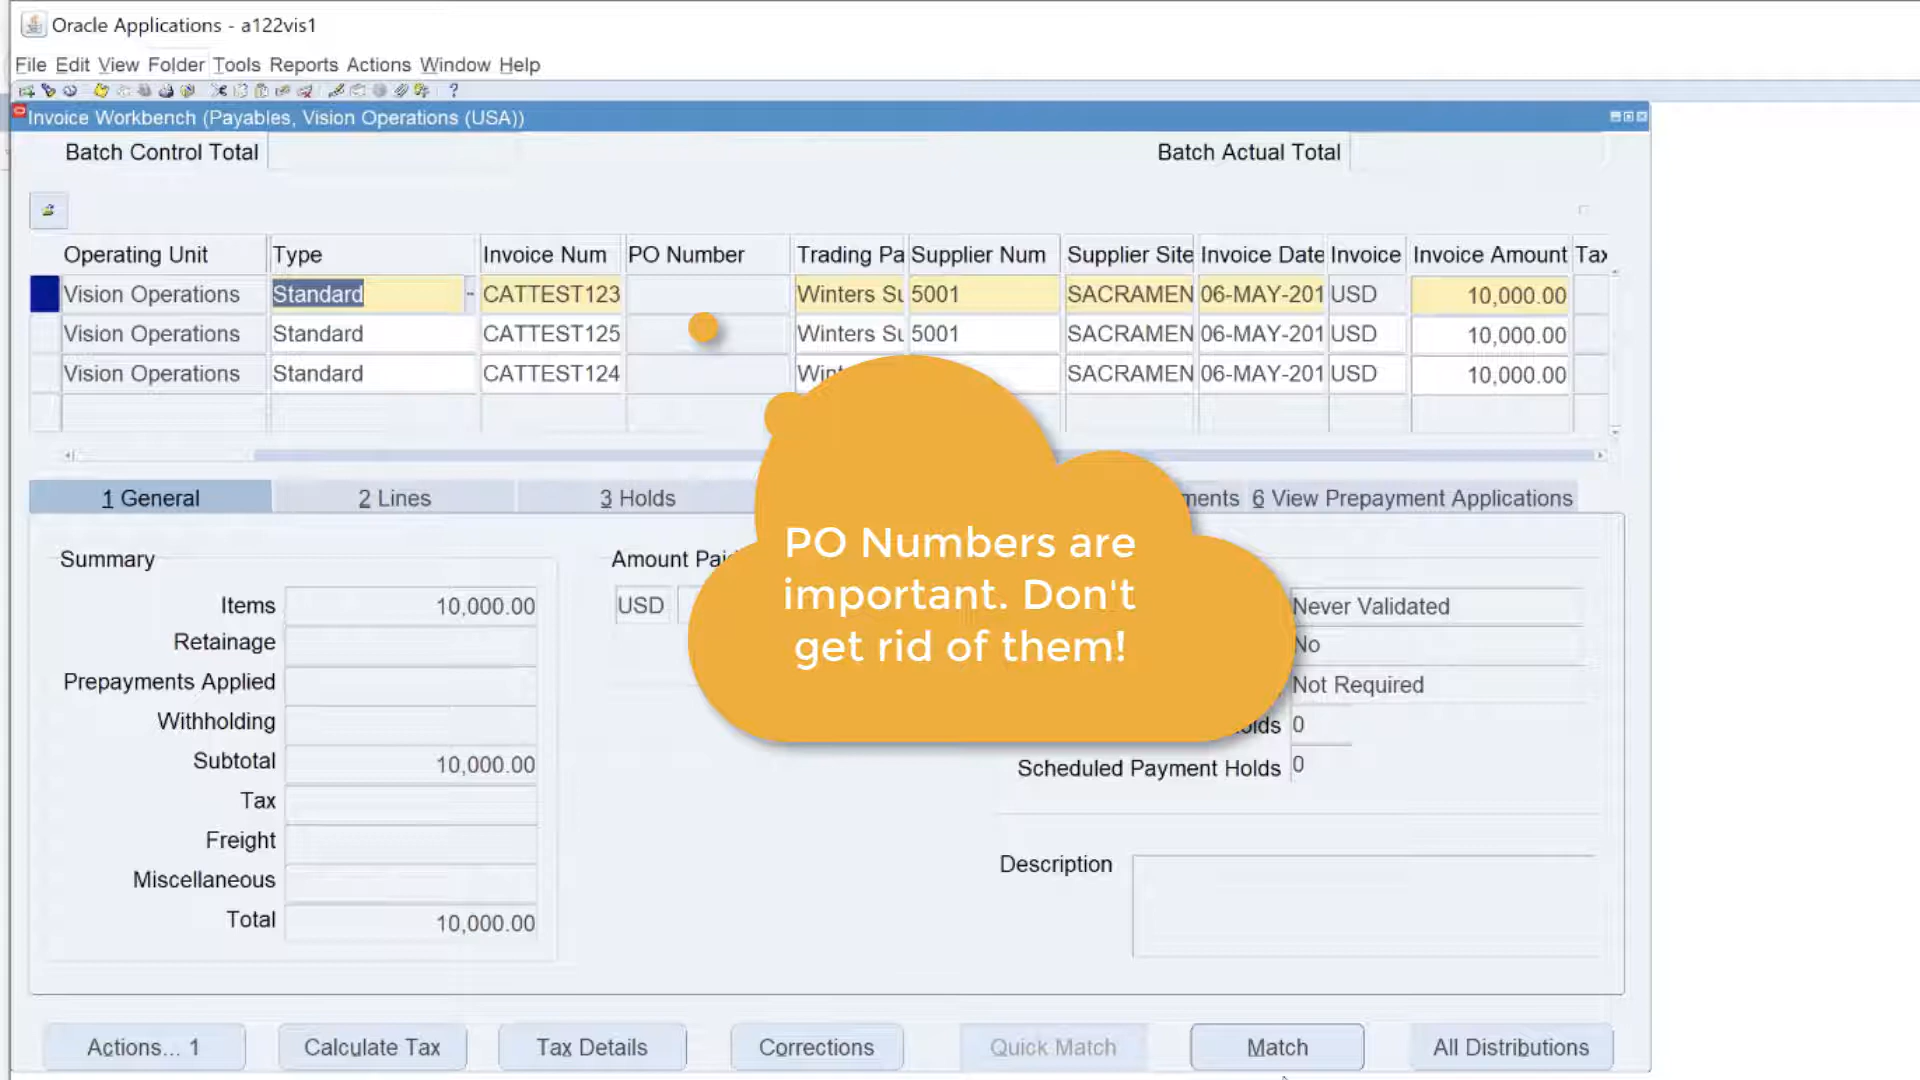 Oracle Applications - a122vis1
File Edit View Folder Tools Reports Actions Window Help
Invoice Workbench (Payables, Vision Operations (USA))
Batch Control Total
Batch Actual Total
Operating Unit Type Invoice Num PO Number Trading Pa Supplier Num Supplier Site Invoice Date Invoice Invoice Amount Tax
Vision Operations Standard CATTEST123 Winters Su 5001 SACRAMEN 06-MAY-201 USD 10,000.00
Vision Operations Standard CATTEST125 Winters Su 5001 SACRAMEN 06-MAY-201 USD 10,000.00
Vision Operations Standard CATTEST124 SACRAMEN 06-MAY-201 USD 10,000.00
1 General 2 Lines 3 Holds 6 View Prepayment Applications
Summary
Amount Pai
Items 10,000.00
USD
Never Validated
Retainage
No
Prepayments Applied
Not Required
Withholding
0
Subtotal 10,000.00
Scheduled Payment Holds 0
Tax
Freight
Miscellaneous
Total 10,000.00
Description
PO Numbers are
important. Don't
get rid of them!
Actions... 1 Calculate Tax Tax Details Corrections Quick Match Match All Distributions